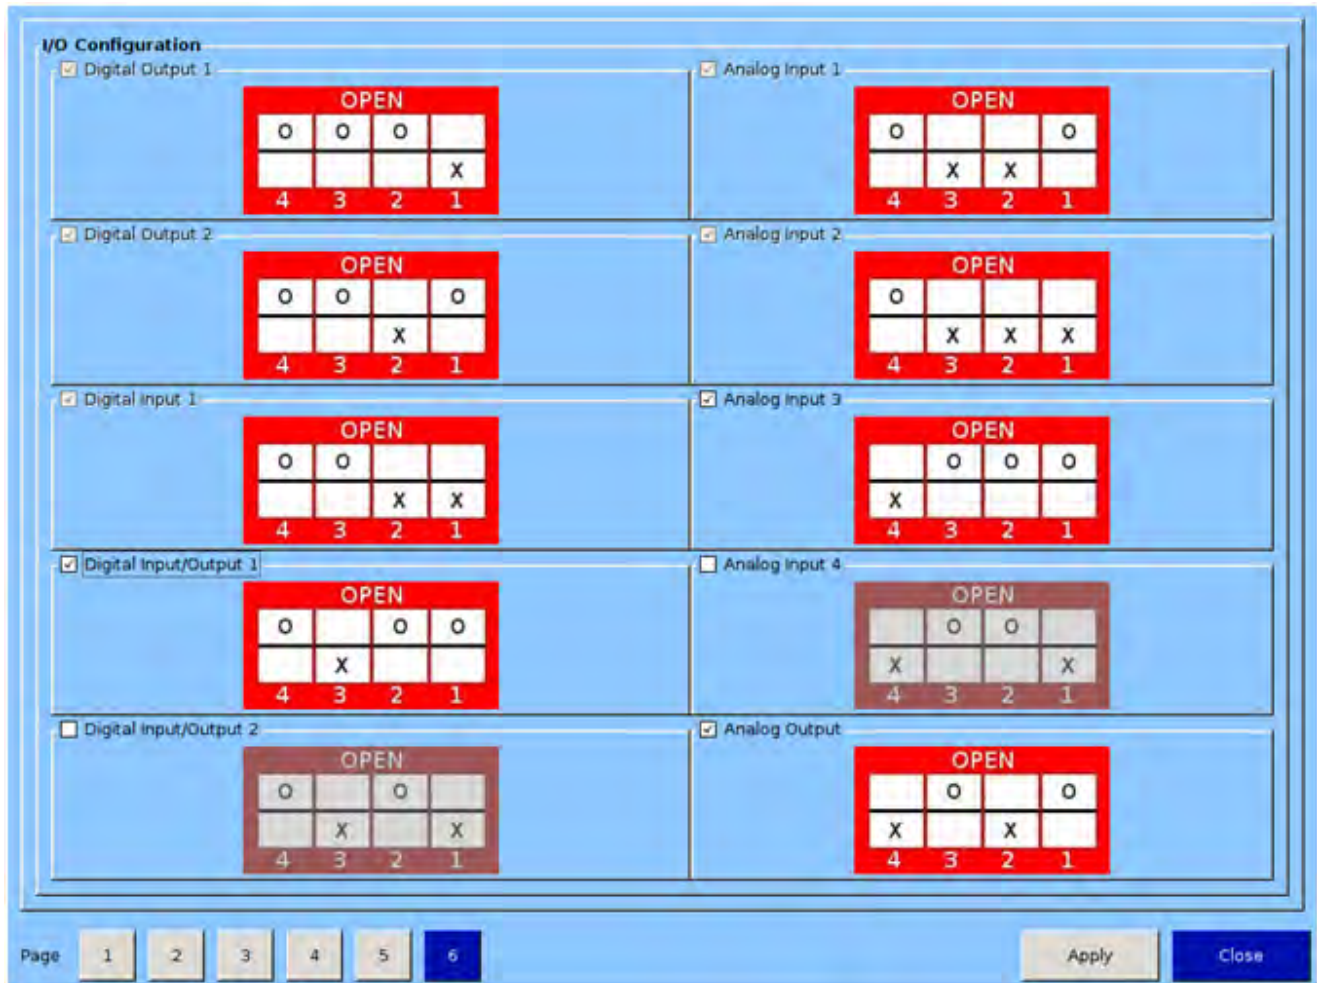 I/O Configuration
Digital Output 1
OPEN
O O O
X
4 3 2 1
Analog Input 1
OPEN
O O
X X
4 3 2 1
Digital Output 2
OPEN
O O O
X
4 3 2 1
Analog Input 2
OPEN
O
X X X
4 3 2 1
Digital Input 1
OPEN
O O
X X
4 3 2 1
Analog Input 3
OPEN
O O O
X
4 3 2 1
Digital Input/Output 1
OPEN
O O O
X
4 3 2 1
Analog Input 4
OPEN
O O
X X
4 3 2 1
Digital Input/Output 2
OPEN
O O
X X
4 3 2 1
Analog Output
OPEN
O O
X X
4 3 2 1
Page 1 2 3 4 5 6 Apply Close